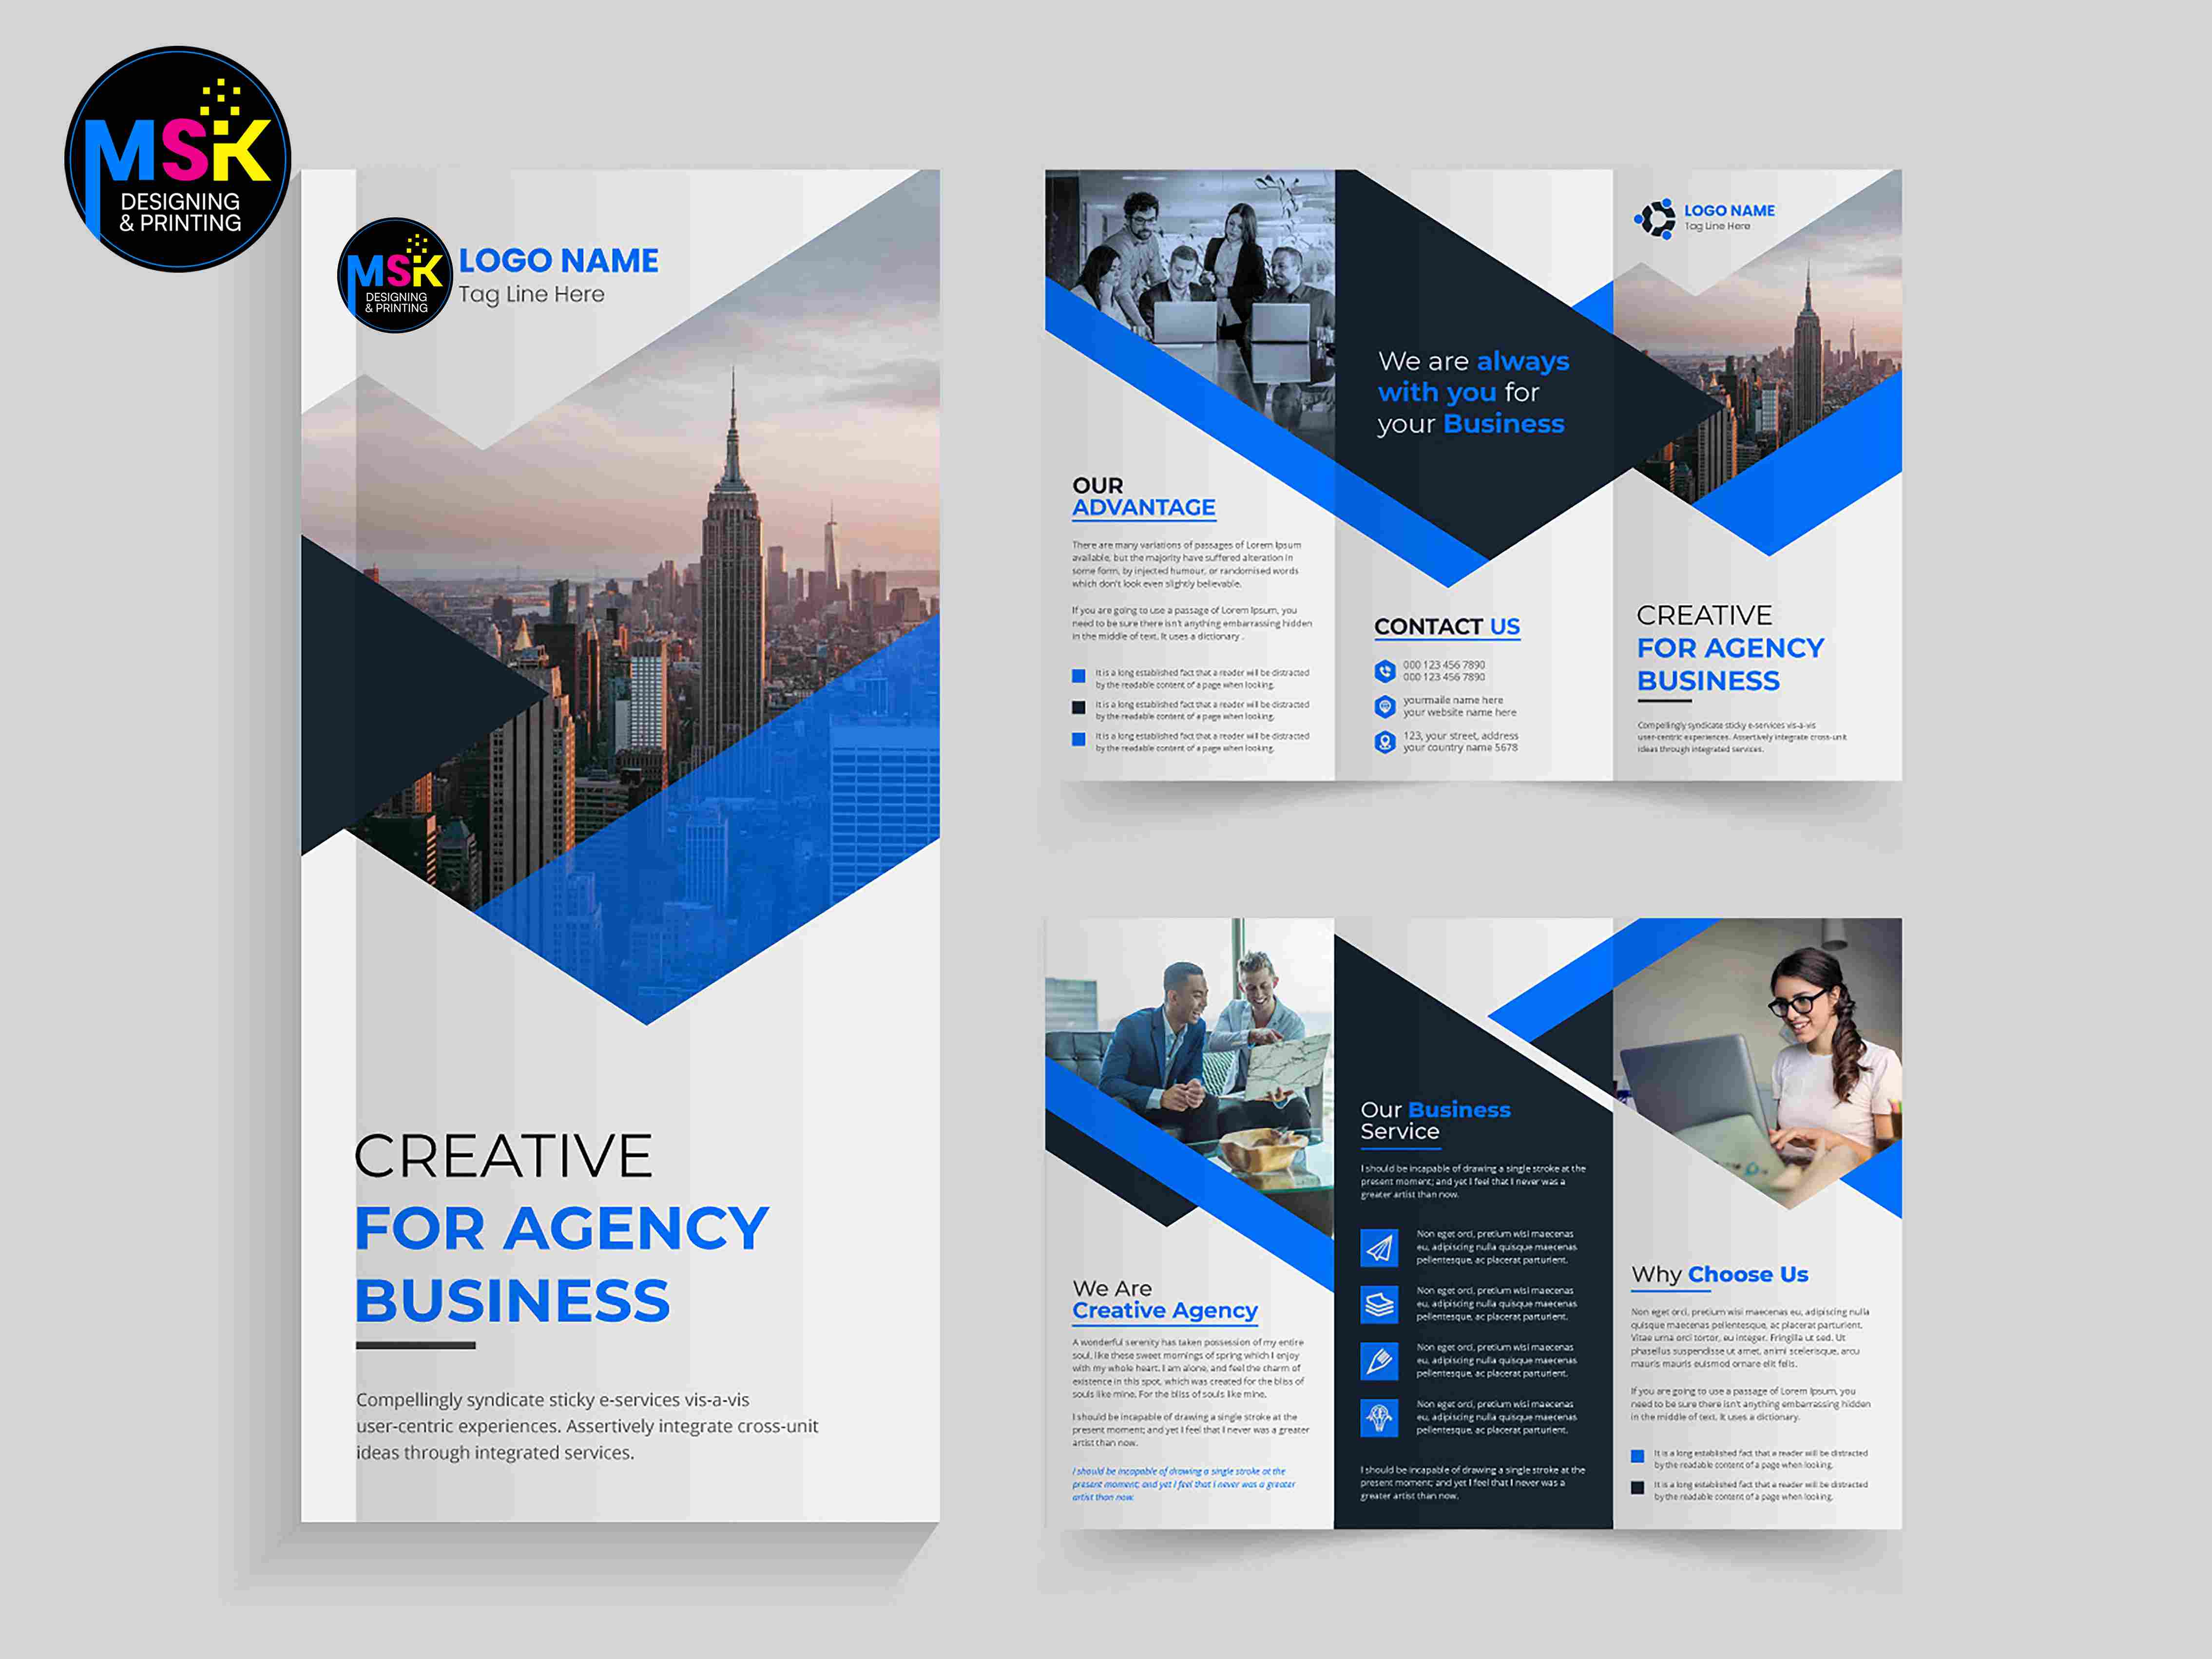 MSK
DESIGNING
& PRINTING
MSK
DESIGNING
& PRINTING
LOGO NAME
Tag Line Here
CREATIVE
FOR AGENCY
BUSINESS
Compellingly syndicate sticky e-services vis-a-vis
user-centric experiences. Assertively integrate cross-unit
ideas through integrated services.
OUR
ADVANTAGE
There are many variations of passages of Lorem Ipsum
available, but the majority have suffered alteration in
some form, by injected humour, or randomised words
which don't look even slightly believable.
If you are going to use a passage of Lorem Ipsum, you
need to be sure there isn't anything embarrassing hidden
in the middle of text. It uses a dictionary .
It is a long established fact that a reader will be distracted
by the readable content of a page when looking.
It is a long established fact that a reader will be distracted
by the readable content of a page when looking.
It is a long established fact that a reader will be distracted
by the readable content of a page when looking.
We are always
with you for
your Business
CONTACT US
000 123 456 7890
000 123 456 7890
yourmaile name here
your website name here
123, your street, address
your country name 5678
LOGO NAME
Tag Line Here
CREATIVE
FOR AGENCY
BUSINESS
Compellingly syndicate sticky e-services vis-a-vis
user-centric experiences. Assertively integrate cross-unit
ideas through integrated services.
We Are
Creative Agency
A wonderful serenity has taken possession of my entire
soul, like these sweet mornings of spring which I enjoy
with my whole heart. I am alone, and feel the charm of
existence in this spot, which was created for the bliss of
souls like mine. For the bliss of souls like mine.
I should be incapable of drawing a single stroke at the
present moment; and yet I feel that I never was a greater
artist than now.
I should be incapable of drawing a single stroke at the
present moment; and yet I feel that I never was a greater
artist than now.
Our Business
Service
I should be incapable of drawing a single stroke at the
present moment; and yet I feel that I never was a
greater artist than now.
Non eget orci, pretium wisi maecenas
eu, adipiscing nulla quisque maecenas
pellentesque, ac placerat parturient.
Non eget orci, pretium wisi maecenas
eu, adipiscing nulla quisque maecenas
pellentesque, ac placerat parturient.
Non eget orci, pretium wisi maecenas
eu, adipiscing nulla quisque maecenas
pellentesque, ac placerat parturient.
Non eget orci, pretium wisi maecenas
eu, adipiscing nulla quisque maecenas
pellentesque, ac placerat parturient.
I should be incapable of drawing a single stroke at the
present moment; and yet I feel that I never was a
greater artist than now.
Why Choose Us
Non eget orci, pretium wisi maecenas eu, adipiscing nulla
quisque maecenas pellentesque, ac placerat parturient.
Vitae urna orci tortor, eu integer. Fringilla ut sed. Ut
phasellus suspendisse ut amet, animi scelerisque, arcu
mauris mauris euismod ornare elit felis.
If you are going to use a passage of Lorem Ipsum, you
need to be sure there isn't anything embarrassing hidden
in the middle of text. It uses a dictionary.
It is a long established fact that a reader will be distracted
by the readable content of a page when looking.
It is a long established fact that a reader will be distracted
by the readable content of a page when looking.